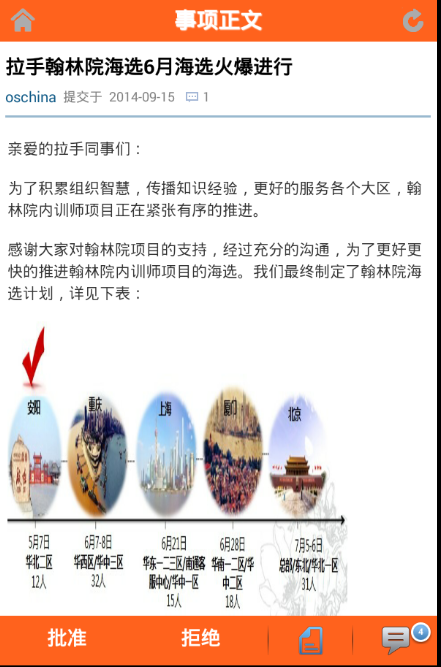 事项正文
拉手翰林院海选6月海选火爆进行
oschina 提交于 2014-09-15 1
亲爱的拉手同事们：
为了积累组织智慧，传播知识经验，更好的服务各个大区，翰
林院内训师项目正在紧张有序的推进。
感谢大家对翰林院项目的支持，经过充分的沟通，为了更好更
快的推进翰林院内训师项目的海选。我们最终制定了翰林院海
选计划，详见下表：
安阳 重庆 上海 厦门 北京
5月7日
华北二区
12人
6月7-8日
华西区/华中三区
32人
6月21日
华东一二三区/南通客
服中心/华中一区
15人
6月28日
华南一二区/华
中二区
18人
7月5-6日
总部/东北/华北一区
31人
批准 拒绝 4